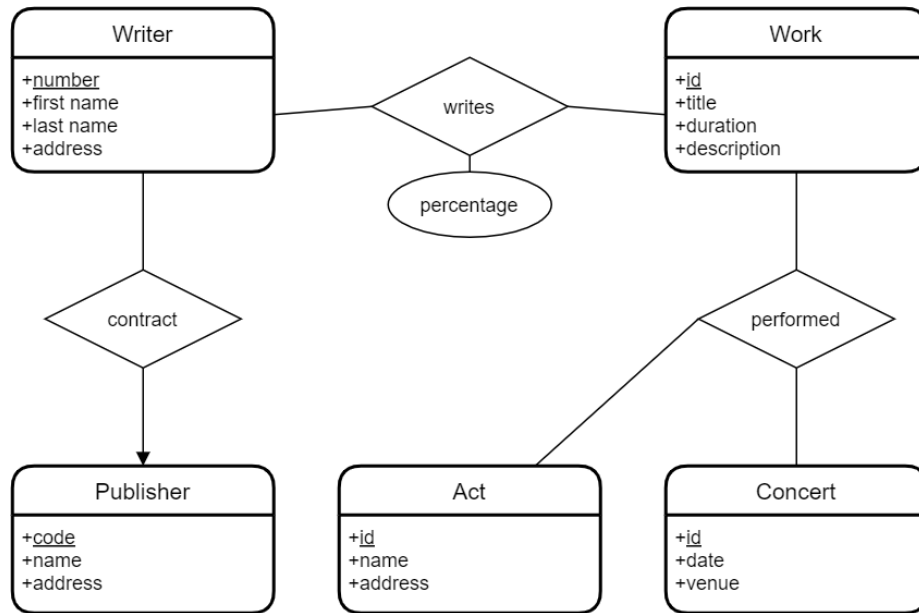 Writer
+number
+first name
+last name
+address
writes
percentage
Work
+id
+title
+duration
+description
contract
performed
Publisher
+code
+name
+address
Act
+id
+name
+address
Concert
+id
+date
+venue